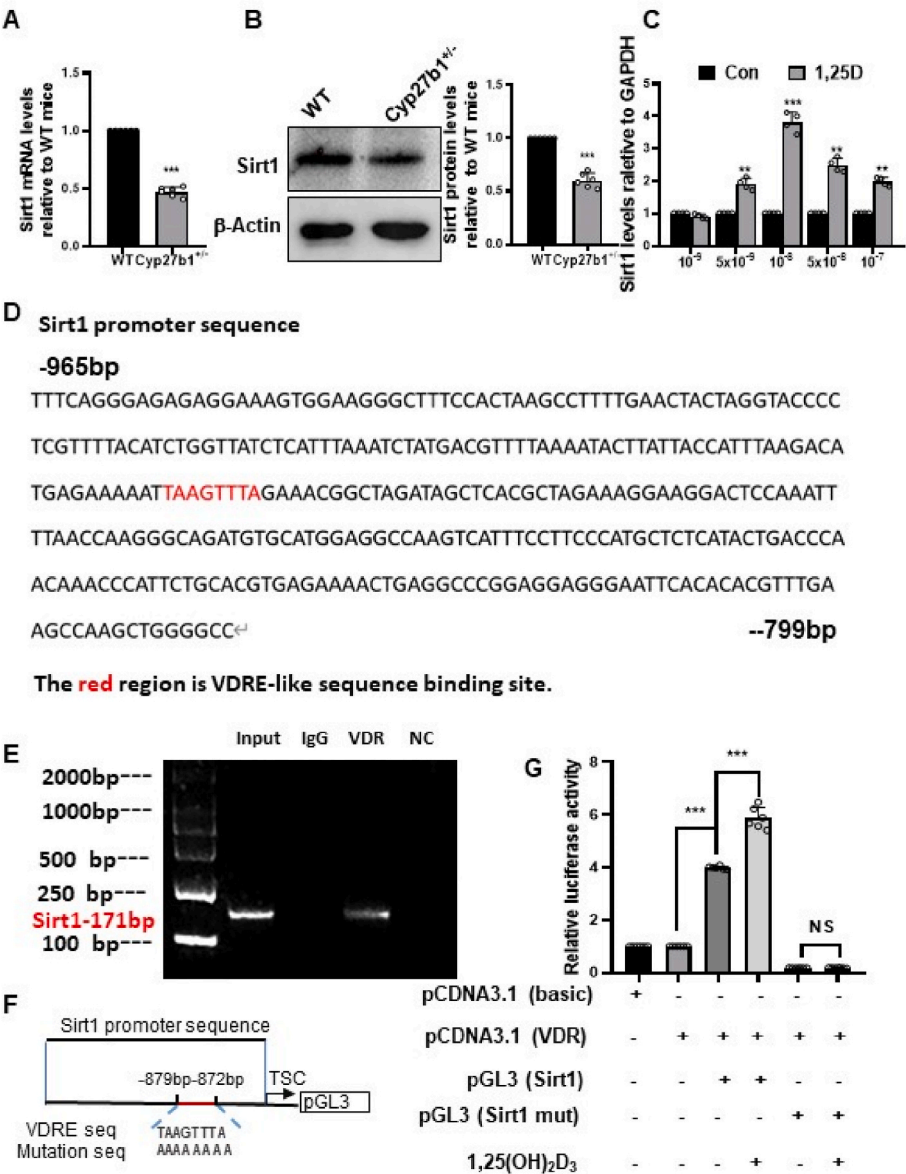 A
Sirt1 mRNA levels
relative to WT mice
1.5
1.0
0.5
0.0
***
WT Cyp27b1+/-
B
WT
Cyp27b1+/-
Sirt1
β-Actin
Sirt1 protein levels
relative to WT mice
1.5
1.0
0.5
0.0
***
WT Cyp27b1+/-
C
Sirt1 levels raletive to GAPDH
Con
1,25D
5
4
3
2
1
0
**
***
**
**
10-9
5x10-9
10-8
5x10-8
10-7
D
Sirt1 promoter sequence
-965bp
TTTCAGGGAGAGAGGAAAGTGGAAGGGCTTTCCACTAAGCCTTTTGAACTACTAGGTACCCC
TCGTTTTACATCTGGTTATCTCATTTAAATCTATGACGTTTTAAAATACTTATTACCATTTAAGACA
TGAGAAAAATTAAGTTTAGAAACGGCTAGATAGCTCACGCTAGAAAGGAAGGACTCCAAATT
TTAACCAAGGGCAGATGTGCATGGAGGCCAAGTCATTTCCTTCCCATGCTCTCATACTGACCCA
ACAAACCCATTCTGCACGTGAGAAAACTGAGGCCCGGAGGAGGGAATTCACACACGTTTGA
AGCCAAGCTGGGGCC↵
--799bp
The red region is VDRE-like sequence binding site.
E
Input IgG VDR NC
2000bp---
1000bp---
500 bp---
250 bp---
Sirt1-171bp
100 bp---
F
Sirt1 promoter sequence
-879bp-872bp
TSC
pGL3
VDRE seq TAAGTTTA
Mutation seq AAAAAAAA
G
Relative luciferase activity
8
6
4
2
0
***
***
NS
pCDNA3.1 (basic) + - - - - -
pCDNA3.1 (VDR) - + + + + +
pGL3 (Sirt1) - - + + - -
pGL3 (Sirt1 mut) - - - - + +
1,25(OH)2D3 - - - + - +